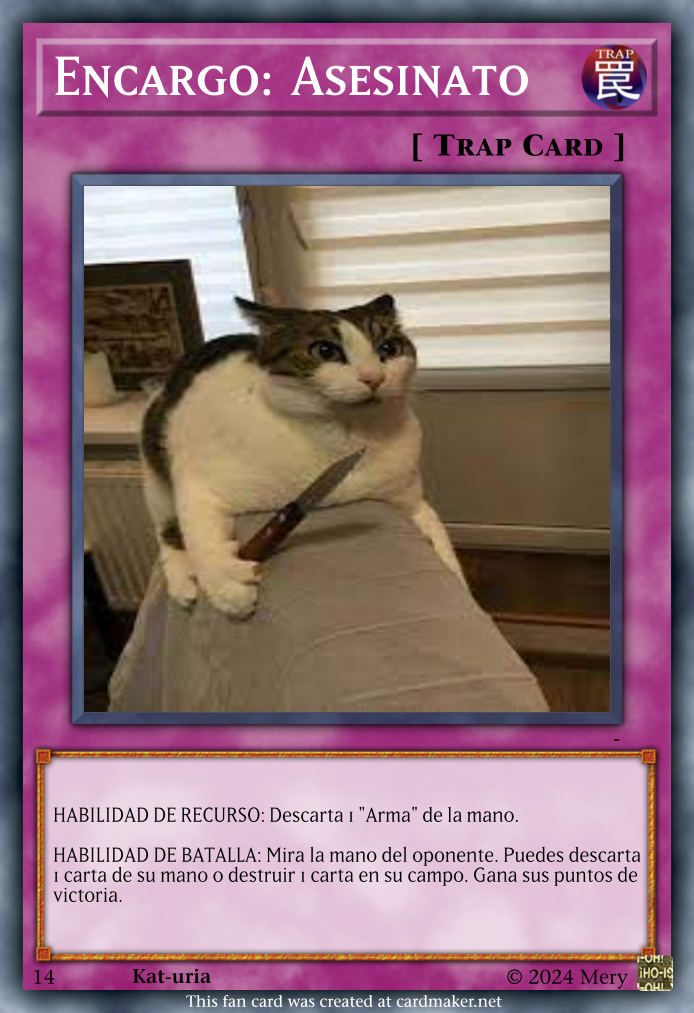 Encargo: Asesinato
TRAP
罠
[ Trap Card ]
-
HABILIDAD DE RECURSO: Descarta 1 "Arma" de la mano.
HABILIDAD DE BATALLA: Mira la mano del oponente. Puedes descarta
1 carta de su mano o destruir 1 carta en su campo. Gana sus puntos de
victoria.
14
Kat-uria
© 2024 Mery
This fan card was created at cardmaker.net